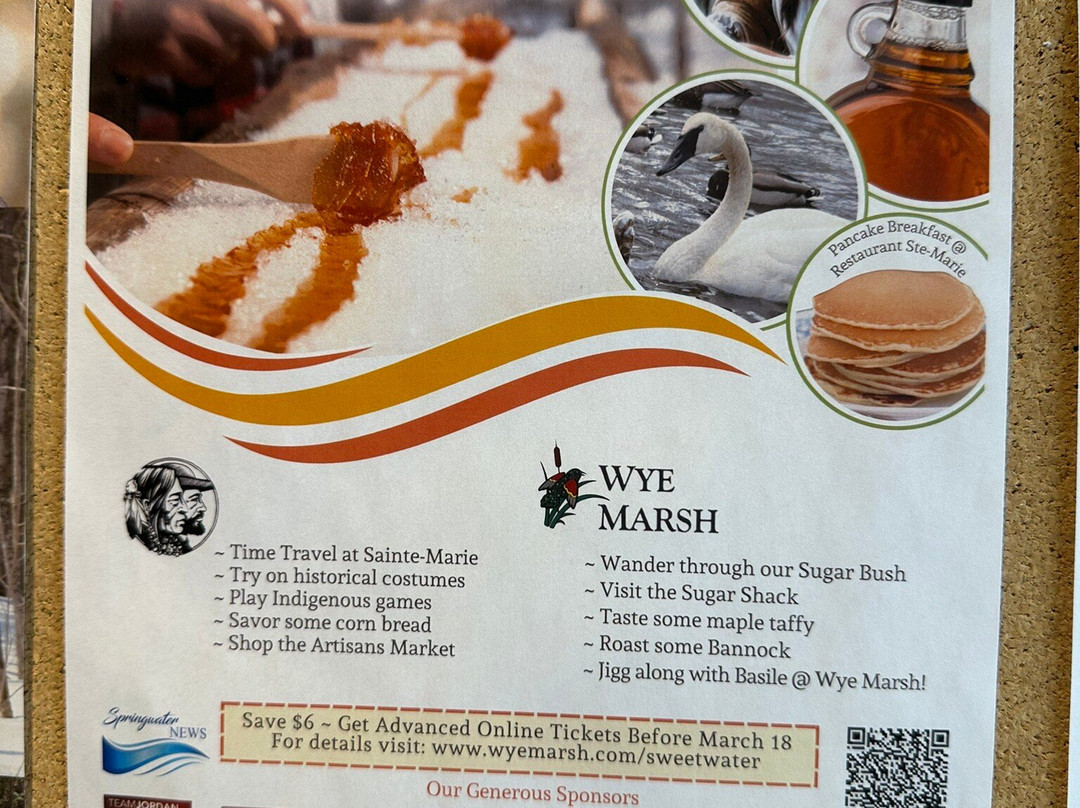 Pancake Breakfast @
Restaurant Ste-Marie
WYE
MARSH
~ Time Travel at Sainte-Marie
~ Try on historical costumes
~ Play Indigenous games
~ Savor some corn bread
~ Shop the Artisans Market
~ Wander through our Sugar Bush
~ Visit the Sugar Shack
~ Taste some maple taffy
~ Roast some Bannock
~ Jigg along with Basile @ Wye Marsh!
Springwater
NEWS
Save $6 ~ Get Advanced Online Tickets Before March 18
For details visit: www.wyemarsh.com/sweetwater
Our Generous Sponsors
TEAMJORDAN